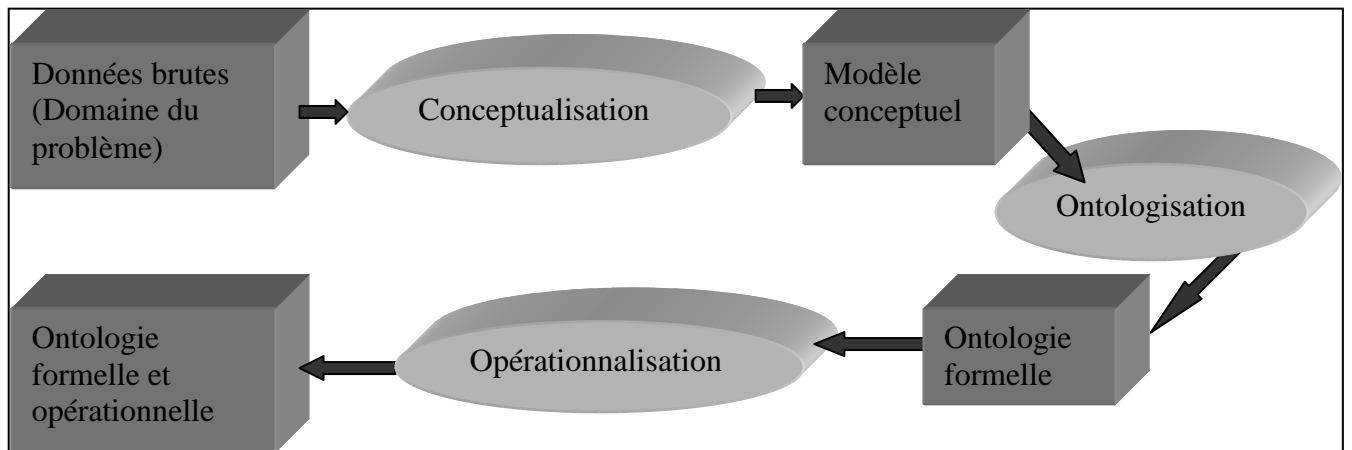 Données brutes
(Domaine du
problème)
Conceptualisation
Modèle
conceptuel
Ontologisation
Ontologie
formelle
Opérationnalisation
Ontologie
formelle et
opérationnelle